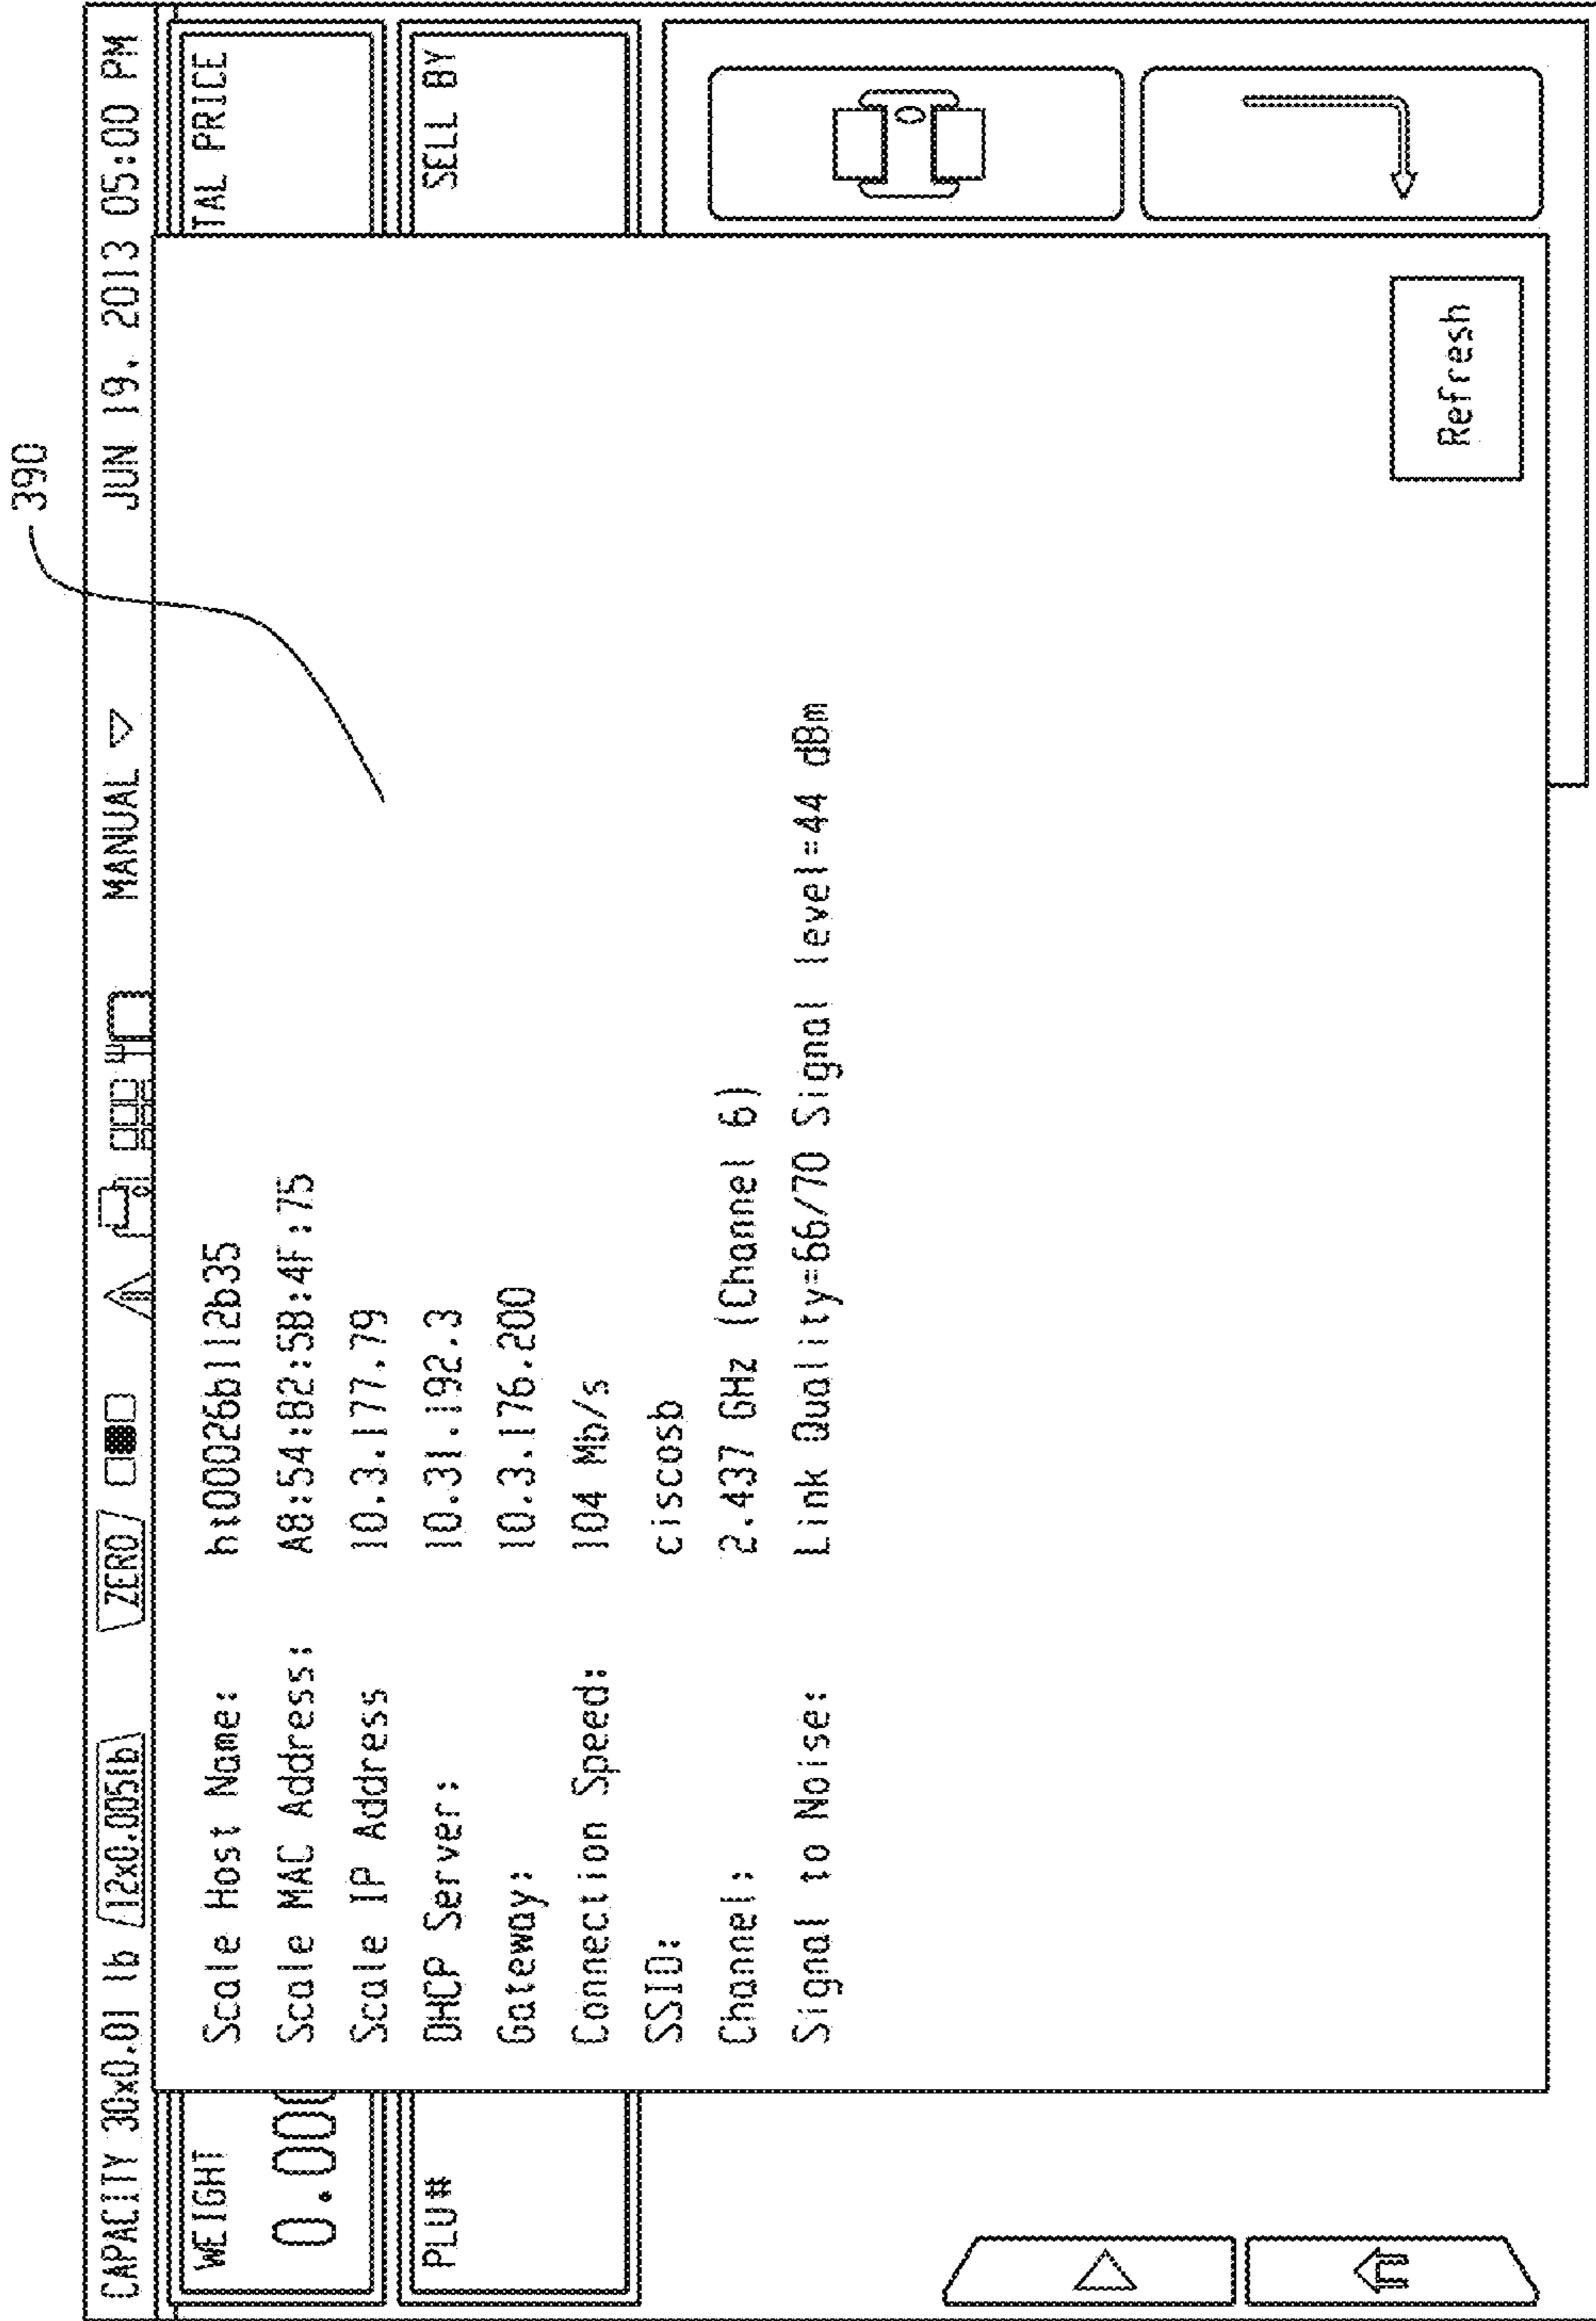 390
CAPACITY 30x0.01 lb /12x0.005lb\ \ZERO/ MANUAL JUN 19, 2013 05:00 PM
WEIGHT
TAL PRICE
0.000
PLU#
SELL BY
Scale Host Name: ht00026b112b35
Scale MAC Address: A8:54:B2:5B:4F:75
Scale IP Address 10.3.177.79
DHCP Server: 10.31.192.3
Gateway: 10.3.176.200
Connection Speed: 104 Mb/s
SSID: ciscosb
Channel: 2.437 GHz (Channel 6)
Signal to Noise: Link Quality=66/70 Signal level=44 dBm
Refresh